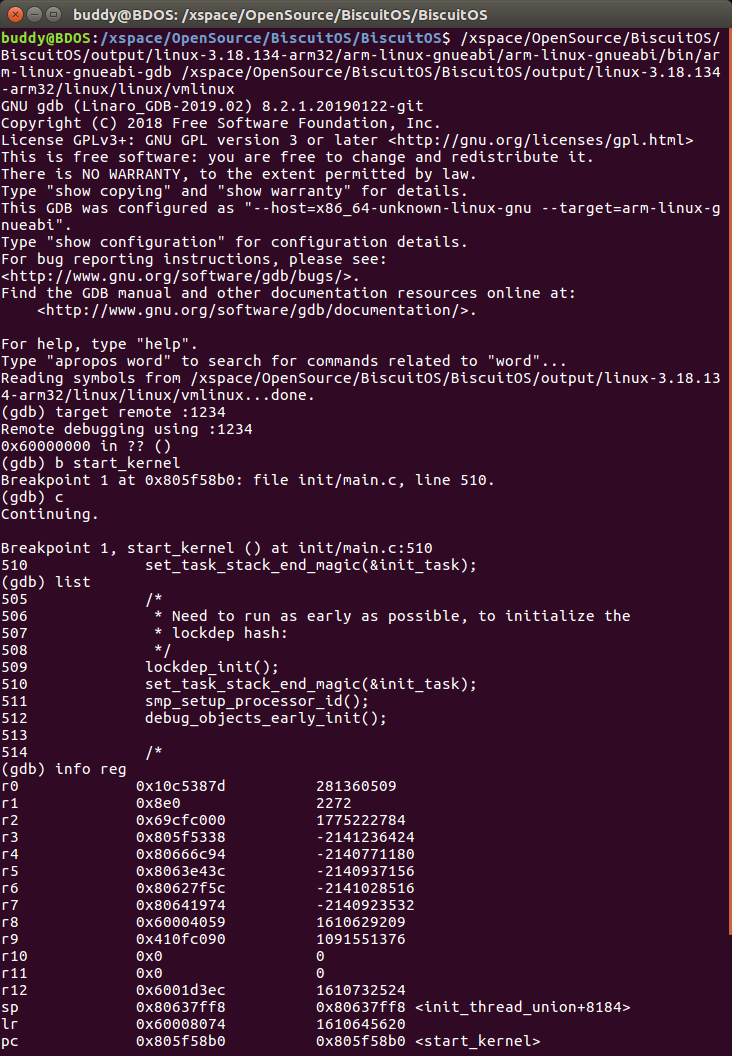 buddy@BDOS: /xspace/OpenSource/BiscuitOS/BiscuitOS
buddy@BDOS:/xspace/OpenSource/BiscuitOS/BiscuitOS$ /xspace/OpenSource/BiscuitOS/
BiscuitOS/output/linux-3.18.134-arm32/arm-linux-gnueabi/arm-linux-gnueabi/bin/ar
m-linux-gnueabi-gdb /xspace/OpenSource/BiscuitOS/BiscuitOS/output/linux-3.18.134
-arm32/linux/linux/vmlinux
GNU gdb (Linaro_GDB-2019.02) 8.2.1.20190122-git
Copyright (C) 2018 Free Software Foundation, Inc.
License GPLv3+: GNU GPL version 3 or later <http://gnu.org/licenses/gpl.html>
This is free software: you are free to change and redistribute it.
There is NO WARRANTY, to the extent permitted by law.
Type "show copying" and "show warranty" for details.
This GDB was configured as "--host=x86_64-unknown-linux-gnu --target=arm-linux-g
nueabi".
Type "show configuration" for configuration details.
For bug reporting instructions, please see:
<http://www.gnu.org/software/gdb/bugs/>.
Find the GDB manual and other documentation resources online at:
    <http://www.gnu.org/software/gdb/documentation/>.

For help, type "help".
Type "apropos word" to search for commands related to "word"...
Reading symbols from /xspace/OpenSource/BiscuitOS/BiscuitOS/output/linux-3.18.13
4-arm32/linux/linux/vmlinux...done.
(gdb) target remote :1234
Remote debugging using :1234
0x60000000 in ?? ()
(gdb) b start_kernel
Breakpoint 1 at 0x805f58b0: file init/main.c, line 510.
(gdb) c
Continuing.

Breakpoint 1, start_kernel () at init/main.c:510
510             set_task_stack_end_magic(&init_task);
(gdb) list
505             /*
506              * Need to run as early as possible, to initialize the
507              * lockdep hash:
508              */
509             lockdep_init();
510             set_task_stack_end_magic(&init_task);
511             smp_setup_processor_id();
512             debug_objects_early_init();
513
514             /*
(gdb) info reg
r0             0x10c5387d          281360509
r1             0x8e0               2272
r2             0x69cfc000          1775222784
r3             0x805f5338          -2141236424
r4             0x80666c94          -2140771180
r5             0x8063e43c          -2140937156
r6             0x80627f5c          -2141028516
r7             0x80641974          -2140923532
r8             0x60004059          1610629209
r9             0x410fc090          1091551376
r10            0x0                 0
r11            0x0                 0
r12            0x6001d3ec          1610732524
sp             0x80637ff8          0x80637ff8 <init_thread_union+8184>
lr             0x60008074          1610645620
pc             0x805f58b0          0x805f58b0 <start_kernel>